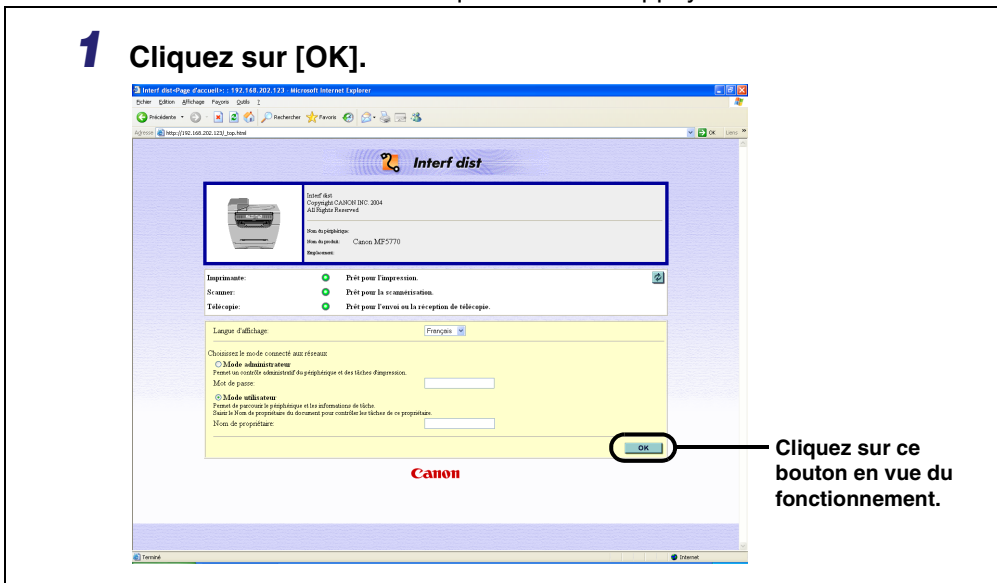 1 Cliquez sur [OK].
Interf dist<Page d'accueil>: : 192.168.202.123 - Microsoft Internet Explorer
Fichier Edition Affichage Favoris Outils ?
Précédente Rechercher Favoris
Adresse http://192.168.202.123/_top.html OK Liens »
Interf dist
Interf dist
Copyright CANON INC. 2004
All Rights Reserved
Nom du périphérique:
Nom du produit: Canon MF5770
Emplacement:
Imprimante: Prêt pour l'impression.
Scanner: Prêt pour la scannérisation.
Télécopie: Prêt pour l'envoi ou la réception de télécopie.
Langue d'affichage: Français
Choisissez le mode connecté aux réseaux
Mode administrateur
Permet un contrôle administratif du périphérique et des tâches d'impression.
Mot de passe:
Mode utilisateur
Permet de parcourir le périphérique et les informations de tâche.
Saisir le Nom de propriétaire du document pour contrôler les tâches de ce propriétaire.
Nom de propriétaire:
OK
Cliquez sur ce
bouton en vue du
fonctionnement.
Canon
Terminé Internet